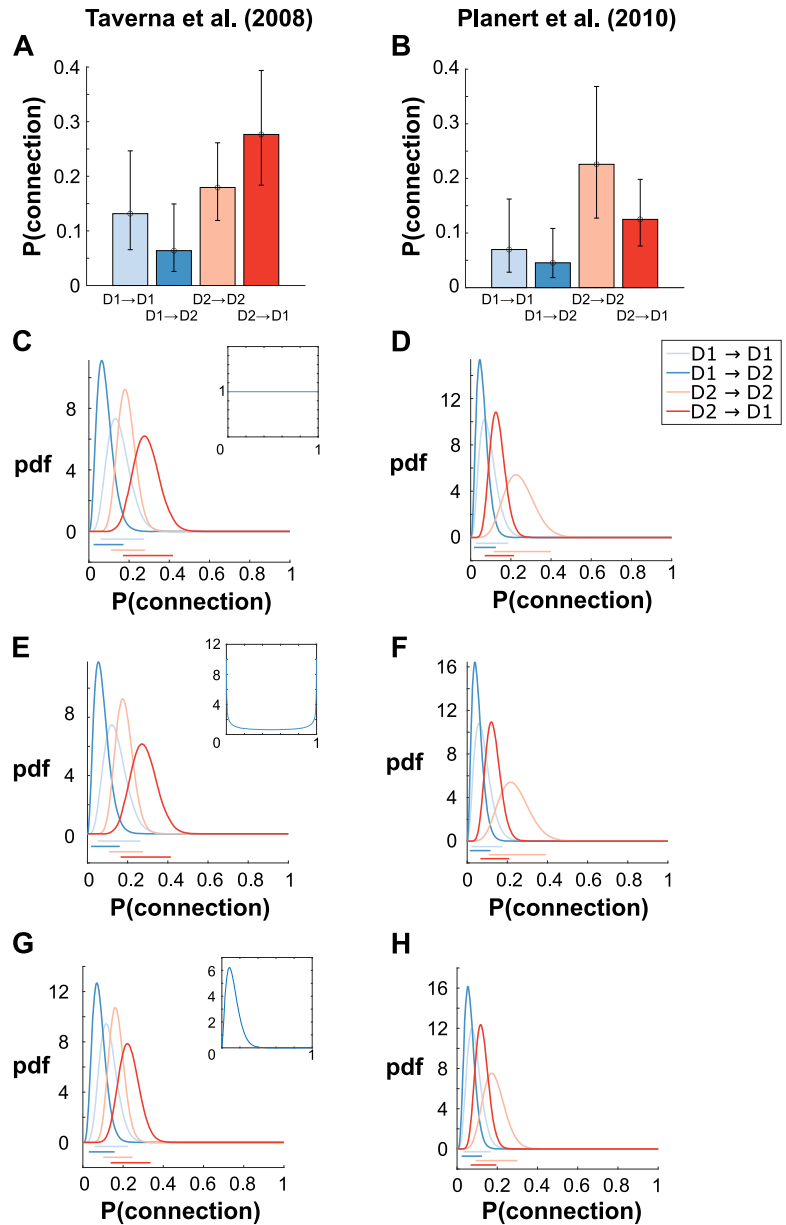 Taverna et al. (2008)
Planert et al. (2010)
A
P(connection)
0.4
0.3
0.2
0.1
0
D1→D1
D1→D2
D2→D2
D2→D1
B
P(connection)
0.4
0.3
0.2
0.1
0
D1→D1
D1→D2
D2→D2
D2→D1
C
pdf
8
4
0
0 0.2 0.4 0.6 0.8 1
P(connection)
1
0 1
D
pdf
12
8
4
0
0 0.2 0.4 0.6 0.8 1
P(connection)
D1 → D1
D1 → D2
D2 → D2
D2 → D1
E
pdf
8
4
0
0 0.2 0.4 0.6 0.8 1
P(connection)
12
8
4
0 1
F
pdf
16
12
8
4
0
0 0.2 0.4 0.6 0.8 1
P(connection)
G
pdf
12
8
4
0
0 0.2 0.4 0.6 0.8 1
P(connection)
6
4
2
0
0 1
H
pdf
16
12
8
4
0
0 0.2 0.4 0.6 0.8 1
P(connection)